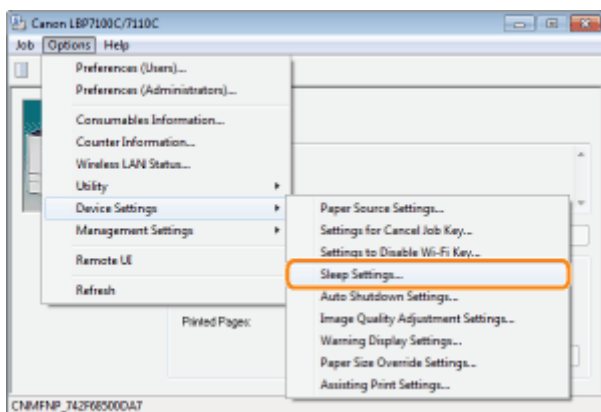 Canon LBP7100C/7110C
Job Options Help
Preferences (Users)...
Preferences (Administrators)...
Consumables Information...
Counter Information...
Wireless LAN Status...
Utility
Device Settings
Management Settings
Remote UI
Refresh
Paper Source Settings...
Settings for Cancel Job Key...
Settings to Disable Wi-Fi Key...
Sleep Settings...
Auto Shutdown Settings...
Image Quality Adjustment Settings...
Warning Display Settings...
Paper Size Override Settings...
Assisting Print Settings...
Printed Pages:
CNMFNP_742F68500DA7